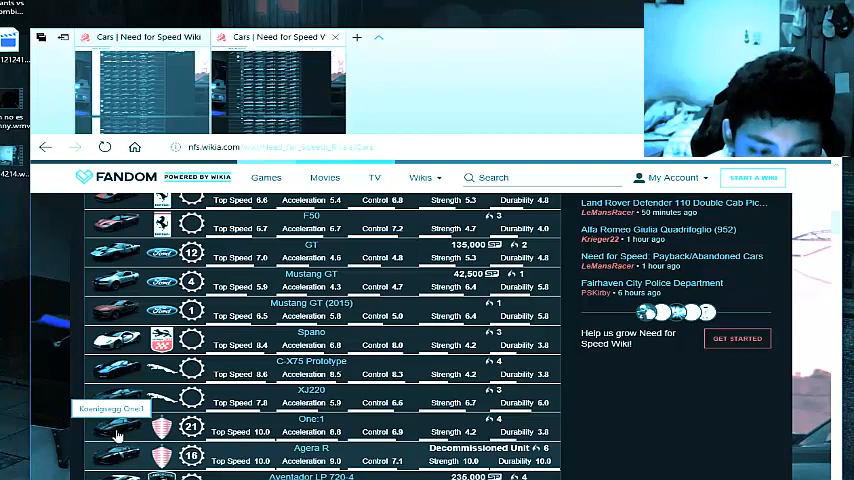 ants vs
ombi...
Cars | Need for Speed Wiki
Cars | Need for Speed V
121241...
n no es
nny.wmv
4214.w...
nfs.wikia.com
FANDOM POWERED BY WIKIA
Games
Movies
TV
Wikis
Search
My Account
START A WIKI
Top Speed 6.6 Acceleration 5.4 Control 6.8 Strength 5.3 Durability 4.8
F50 3
Top Speed 6.7 Acceleration 6.7 Control 7.2 Strength 4.7 Durability 4.0
GT 135,000 SP 2
12
Top Speed 7.0 Acceleration 4.6 Control 4.8 Strength 5.3 Durability 4.8
Mustang GT 42,500 SP 1
4
Top Speed 5.9 Acceleration 4.3 Control 4.7 Strength 6.4 Durability 5.8
Mustang GT (2015) 1
1
Top Speed 6.5 Acceleration 5.8 Control 5.0 Strength 6.4 Durability 5.8
Spano 3
Top Speed 8.4 Acceleration 6.8 Control 8.0 Strength 4.2 Durability 3.8
C-X75 Prototype 4
Top Speed 8.6 Acceleration 8.5 Control 8.3 Strength 4.2 Durability 3.8
XJ220 3
Top Speed 7.8 Acceleration 5.9 Control 6.6 Strength 6.7 Durability 6.0
Koenigsegg One:1
One:1 4
21
Top Speed 10.0 Acceleration 8.8 Control 6.9 Strength 4.2 Durability 3.8
Agera R Decommissioned Unit 6
16
Top Speed 10.0 Acceleration 9.0 Control 7.1 Strength 10.0 Durability 10.0
Aventador LP 720-4 235,000 SP 4
Land Rover Defender 110 Double Cab Pic...
LeMansRacer • 50 minutes ago
Alfa Romeo Giulia Quadrifoglio (952)
Krieger22 • 1 hour ago
Need for Speed: Payback/Abandoned Cars
LeMansRacer • 1 hour ago
Fairhaven City Police Department
PSKirby • 6 hours ago
Help us grow Need for
Speed Wiki!
GET STARTED